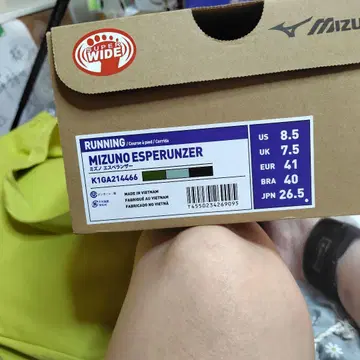 SUPER
WIDE
MIZUNO
RUNNING / Course à pied / Corrida
MIZUNO ESPERUNZER
ミズノ エスペランザー
K1GA214466
MADE IN VIETNAM
FABRIQUÉ AU VIETNAM
FABRICADO NO VIETNAM
US 8.5
UK 7.5
EUR 41
BRA 40
JPN 26.5